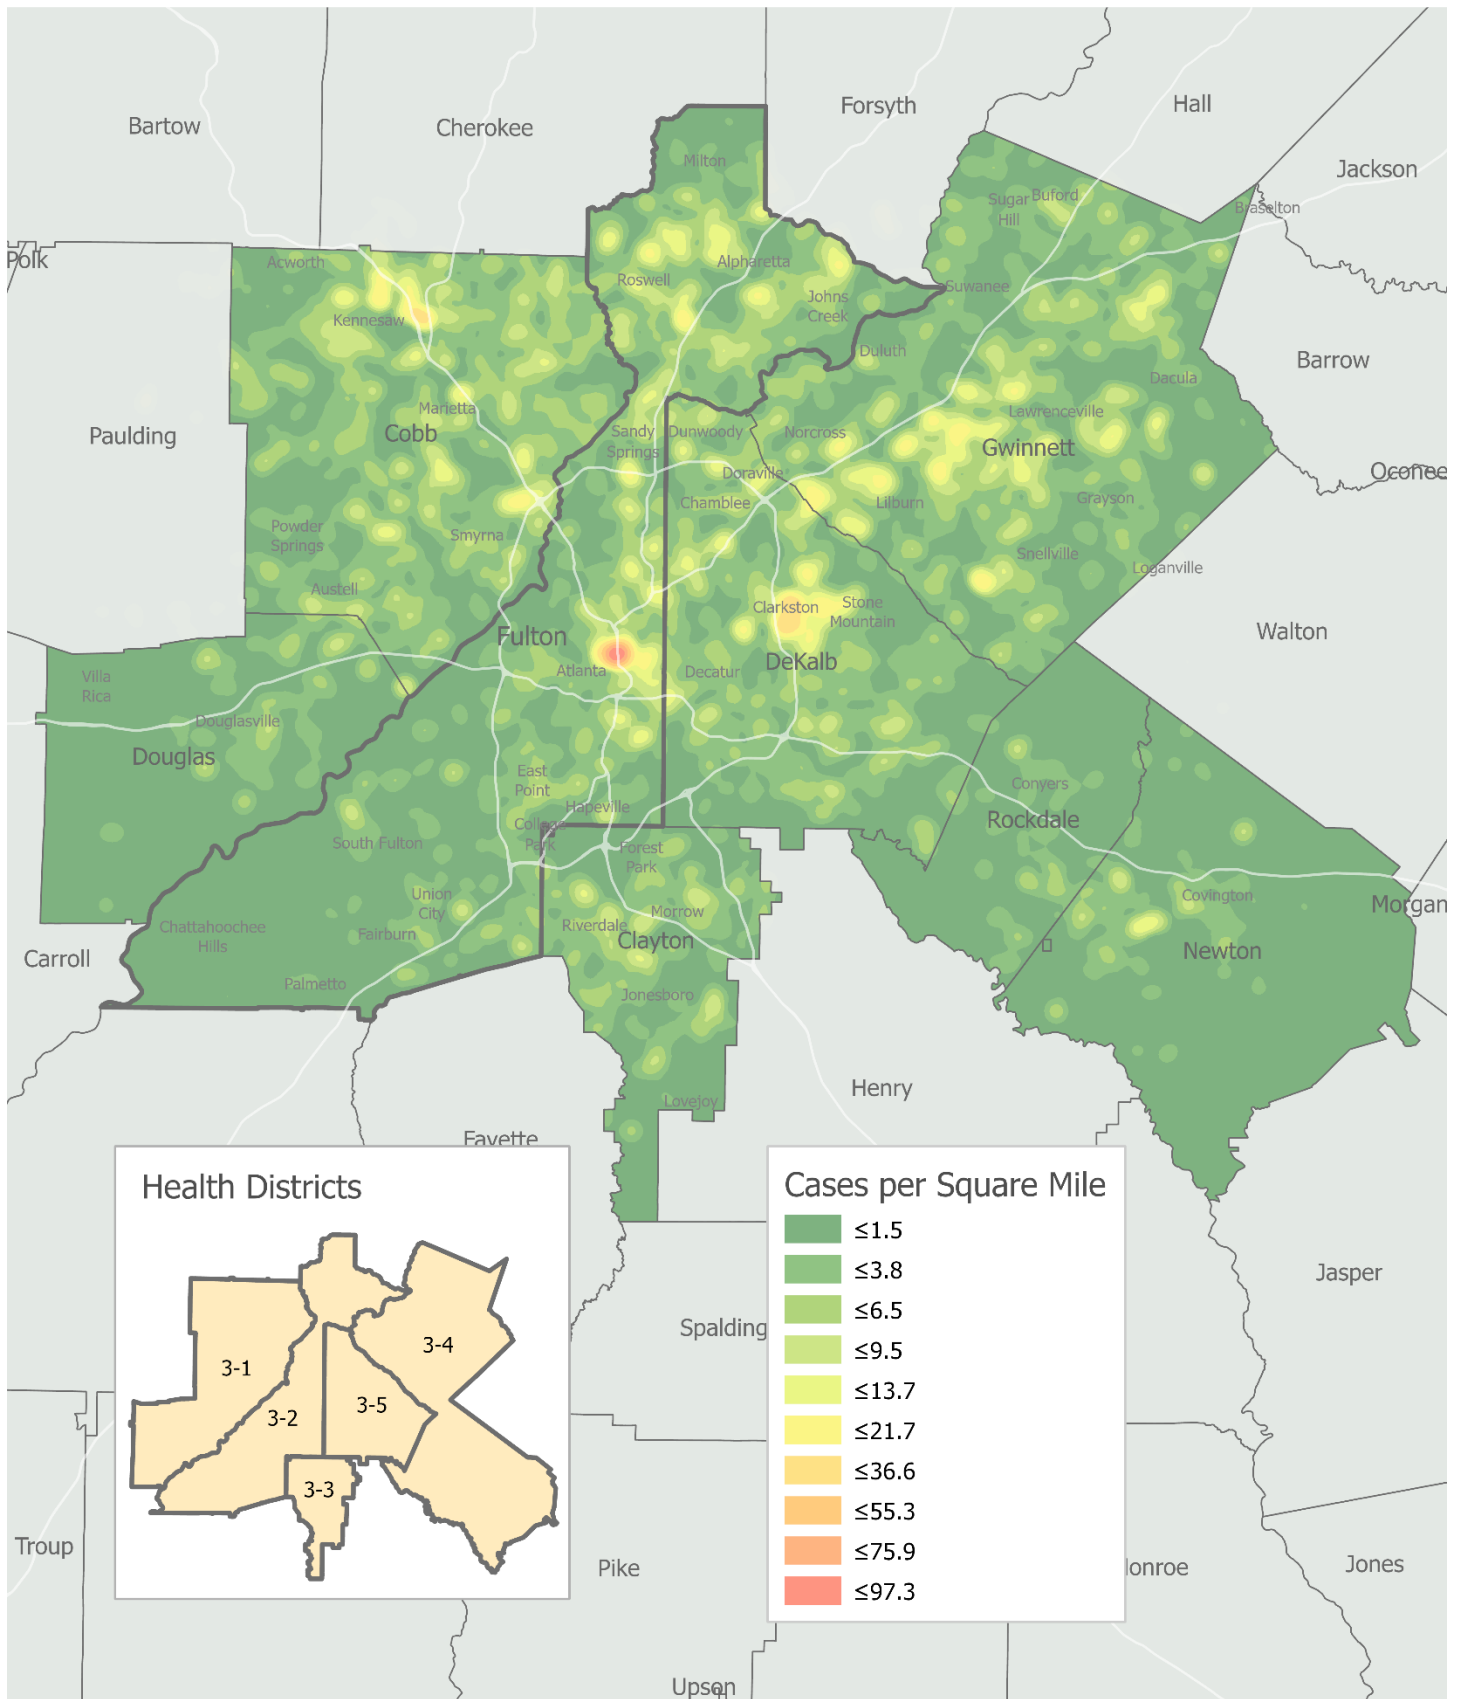 Bartow
Cherokee
Forsyth
Hall
Jackson
Milton
Sugar
Hill
Buford
Braselton
Polk
Acworth
Roswell
Alpharetta
Johns
Creek
Suwanee
Kennesaw
Duluth
Barrow
Dacula
Paulding
Marietta
Cobb
Sandy
Springs
Dunwoody
Norcross
Lawrenceville
Gwinnett
Doraville
Chamblee
Lilburn
Grayson
Oconee
Powder
Springs
Smyrna
Snellville
Loganville
Austell
Clarkston
Stone
Mountain
Fulton
Walton
Atlanta
Decatur
DeKalb
Villa
Rica
Douglasville
Douglas
East
Point
Hapeville
Conyers
Rockdale
College
Park
South Fulton
Forest
Park
Union
City
Covington
Morgan
Chattahoochee
Hills
Fairburn
Riverdale
Morrow
Clayton
Newton
Carroll
Palmetto
Jonesboro
Henry
Lovejoy
Fayette
Health Districts
3-1
3-2
3-3
3-4
3-5
Cases per Square Mile
≤1.5
≤3.8
≤6.5
≤9.5
≤13.7
≤21.7
≤36.6
≤55.3
≤75.9
≤97.3
Jasper
Spalding
Troup
Pike
onroe
Jones
Upson